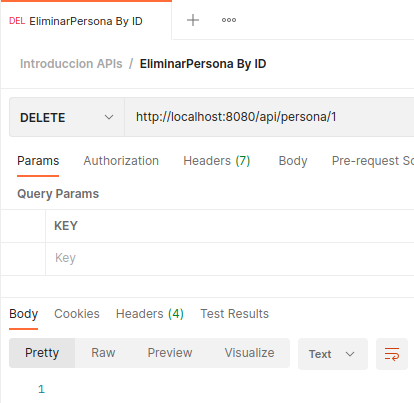 DEL EliminarPersona By ID
Introduccion APIs / EliminarPersona By ID
DELETE http://localhost:8080/api/persona/1
Params Authorization Headers (7) Body Pre-request Sc
Query Params
KEY
Key
Body Cookies Headers (4) Test Results
Pretty Raw Preview Visualize Text
1